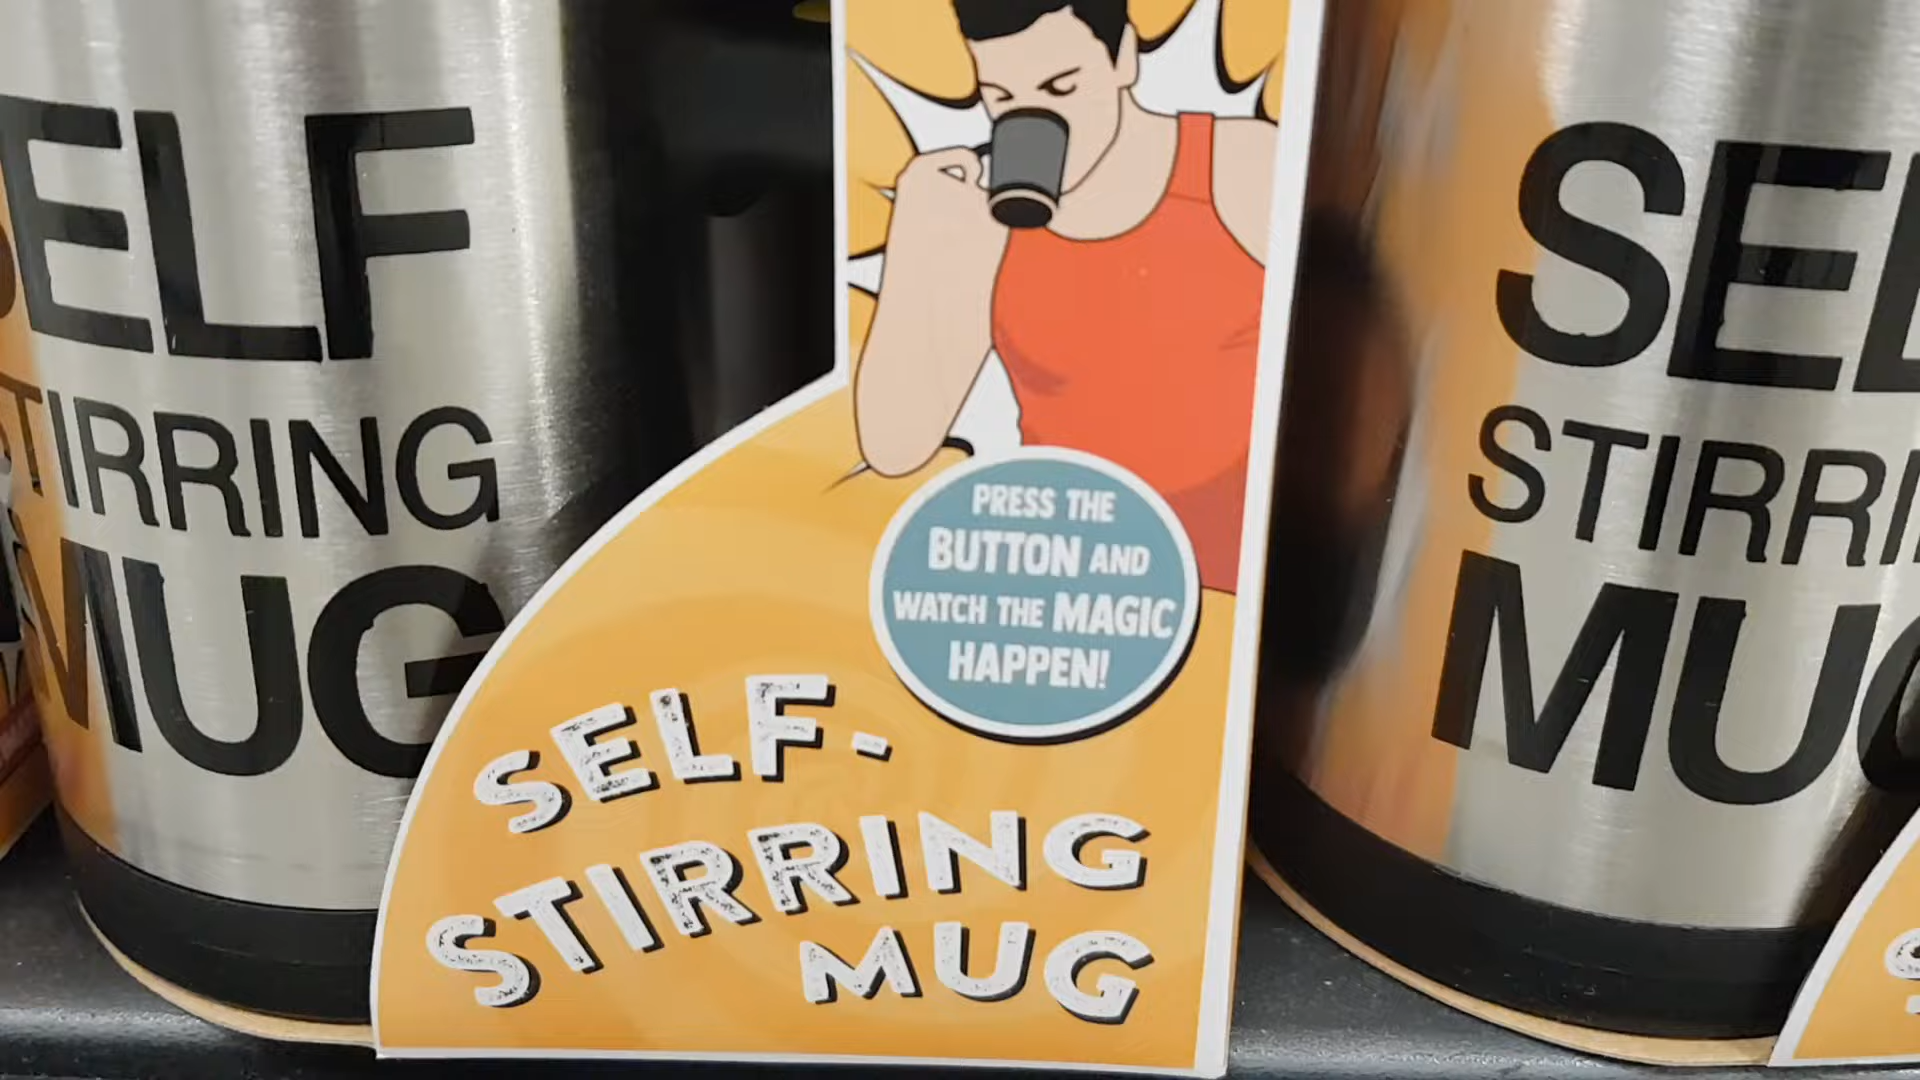 SELF
STIRRING
MUG
PRESS THE
BUTTON AND
WATCH THE MAGIC
HAPPEN!
SELF-
STIRRING
MUG
SEL
STIRRI
MUG